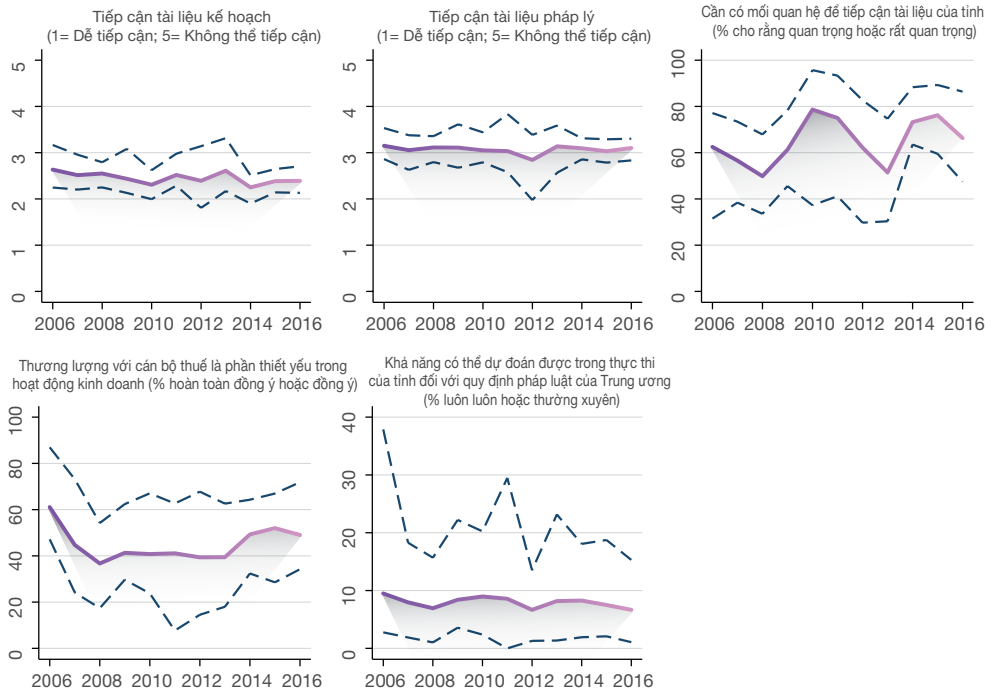 Tiếp cận tài liệu kế hoạch
(1= Dễ tiếp cận; 5= Không thể tiếp cận)
5
4
3
2
1
0
2006 2008 2010 2012 2014 2016
Tiếp cận tài liệu pháp lý
(1= Dễ tiếp cận; 5= Không thể tiếp cận)
5
4
3
2
1
0
2006 2008 2010 2012 2014 2016
Cần có mối quan hệ để tiếp cận tài liệu của tỉnh
(% cho rằng quan trọng hoặc rất quan trọng)
100
80
60
40
20
0
2006 2008 2010 2012 2014 2016
Thương lượng với cán bộ thuế là phần thiết yếu trong
hoạt động kinh doanh (% hoàn toàn đồng ý hoặc đồng ý)
100
80
60
40
20
0
2006 2008 2010 2012 2014 2016
Khả năng có thể dự đoán được trong thực thi
của tỉnh đối với quy định pháp luật của Trung ương
(% luôn luôn hoặc thường xuyên)
40
30
20
10
0
2006 2008 2010 2012 2014 2016